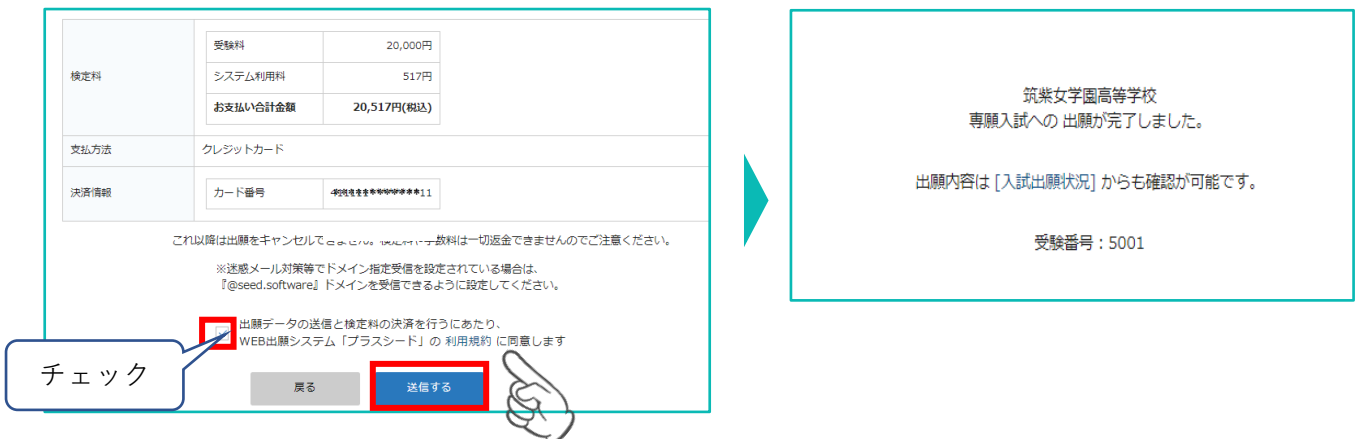 検定料
受験料 20,000円
システム利用料 517円
お支払い合計金額 20,517円(税込)
支払方法 クレジットカード
決済情報 カード番号 ************11
これ以降は出願をキャンセルできません。検定料や手数料は一切返金できませんのでご注意ください。
※迷惑メール対策等でドメイン指定受信を設定されている場合は、
『@seed.software』ドメインを受信できるように設定してください。
出願データの送信と検定料の決済を行うにあたり、
WEB出願システム「プラスシード」の 利用規約 に同意します
チェック
戻る 送信する
筑紫女学園高等学校
専願入試への 出願が完了しました。
出願内容は [入試出願状況] からも確認が可能です。
受験番号：5001